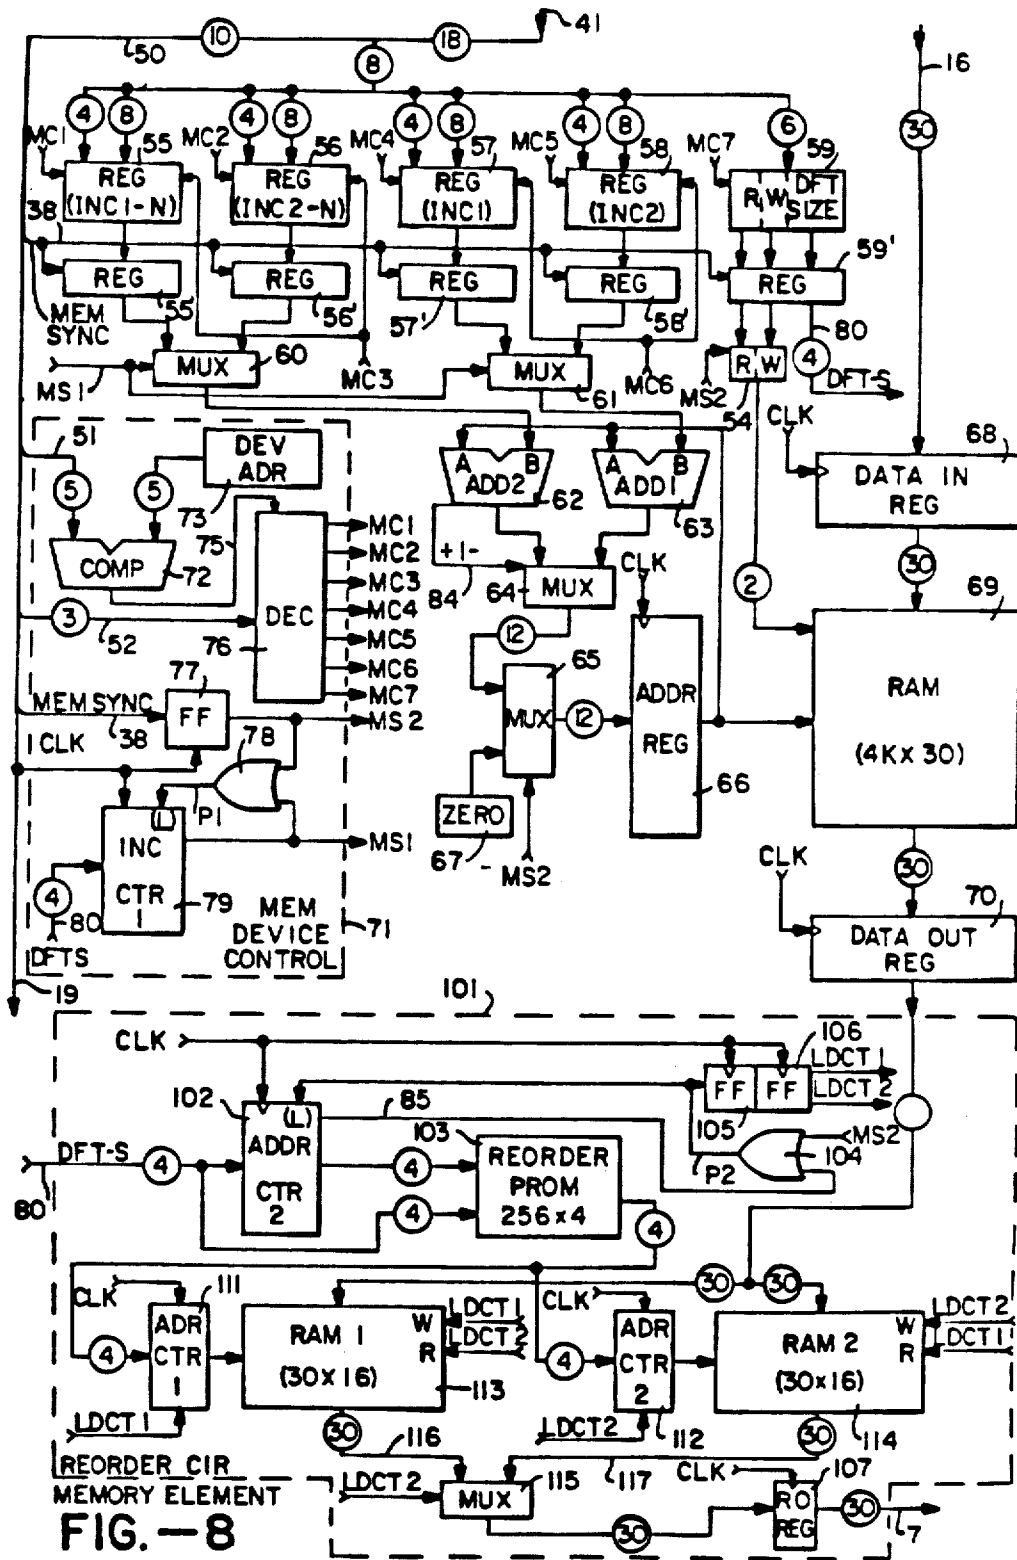 41
10
18
50
8
16
4
8
4
8
4
8
4
8
6
30
MC1
55
MC2
56
MC4
57
MC5
58
MC7
59
REG
(INC1-N)
REG
(INC2-N)
REG
(INC1)
REG
(INC2)
R W DFT
SIZE
38
59'
REG
REG
REG
REG
REG
55'
56'
57'
58'
80
MEM
SYNC
60
4
MUX
MUX
R W
MS1
MC3
61
MC6
MS2
54
DFT-S
CLK
51
DEV
ADR
68
A B
A B
DATA IN
REG
5
5
ADD2
62
ADD1
63
73
75
+1-
MC1
CLK
COMP
72
MC2
84
64
MUX
30
2
MC3
69
3
DEC
MC4
52
12
76
MC5
65
ADDR
RAM
77
MC6
MC7
MEM SYNC
FF
MS2
MUX
12
REG
(4K x 30)
38
CLK
78
66
(L)
P1
ZERO
67
INC
CTR
1
MS1
MS2
CLK
30
4
79
80
MEM
DEVICE
CONTROL
71
70
DATA OUT
REG
DFTS
19
101
CLK
106
LDCT1
FF FF
LDCT2
102
(L)
85
105
MS2
ADDR
CTR
2
103
104
DFT-S
4
4
REORDER
PROM
256 x 4
P2
80
4
4
30
30
CLK
111
LDCT1
CLK
LDCT2
ADR
CTR
1
RAM 1
(30 x 16)
W
R
LDCT2
ADR
CTR
2
RAM 2
(30 x 16)
W
R
LDCT1
4
4
113
LDCT1
30
116
LDCT2
112
30
114
117
REORDER CIR
CLK
107
MEMORY ELEMENT
LDCT2
MUX
115
RO
REG
30
30
7
FIG.—8